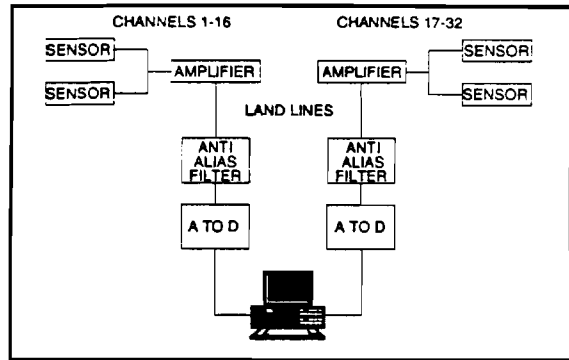 CHANNELS 1-16
CHANNELS 17-32
SENSOR
SENSOR
AMPLIFIER
AMPLIFIER
SENSOR
SENSOR
LAND LINES
ANTI
ALIAS
FILTER
ANTI
ALIAS
FILTER
A TO D
A TO D